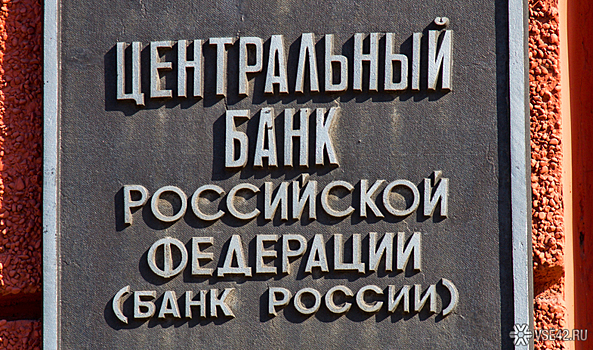 ЦЕНТРАЛЬНЫЙ
БАНК
РОССИЙСКОЙ
ФЕДЕРАЦИИ
(БАНК РОССИИ)
VSE42.RU